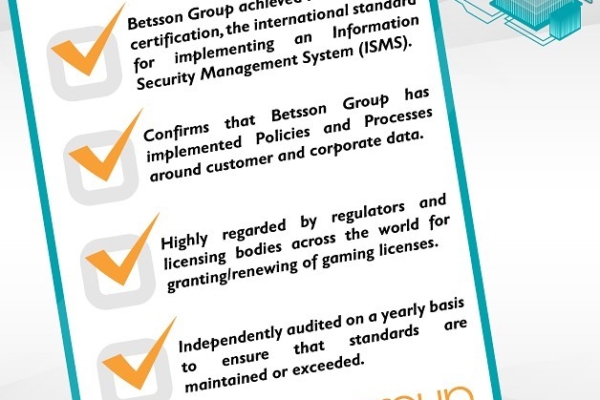 Betsson Group achieved
certification, the international standard
for implementing an Information
Security Management System (ISMS).
Confirms that Betsson Group has
implemented Policies and Processes
around customer and corporate data.
Highly regarded by regulators and
licensing bodies across the world for
granting/renewing of gaming licenses.
Independently audited on a yearly basis
to ensure that standards are
maintained or exceeded.